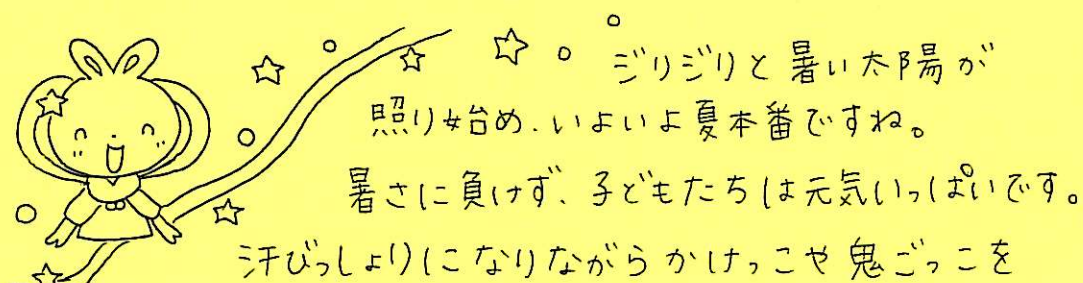 ジリジリと暑い太陽が
照り始め、いよいよ夏本番ですね。
暑さに負けず、子どもたちは元気いっぱいです。
汗びっしょりになりながらかけっこや鬼ごっこを